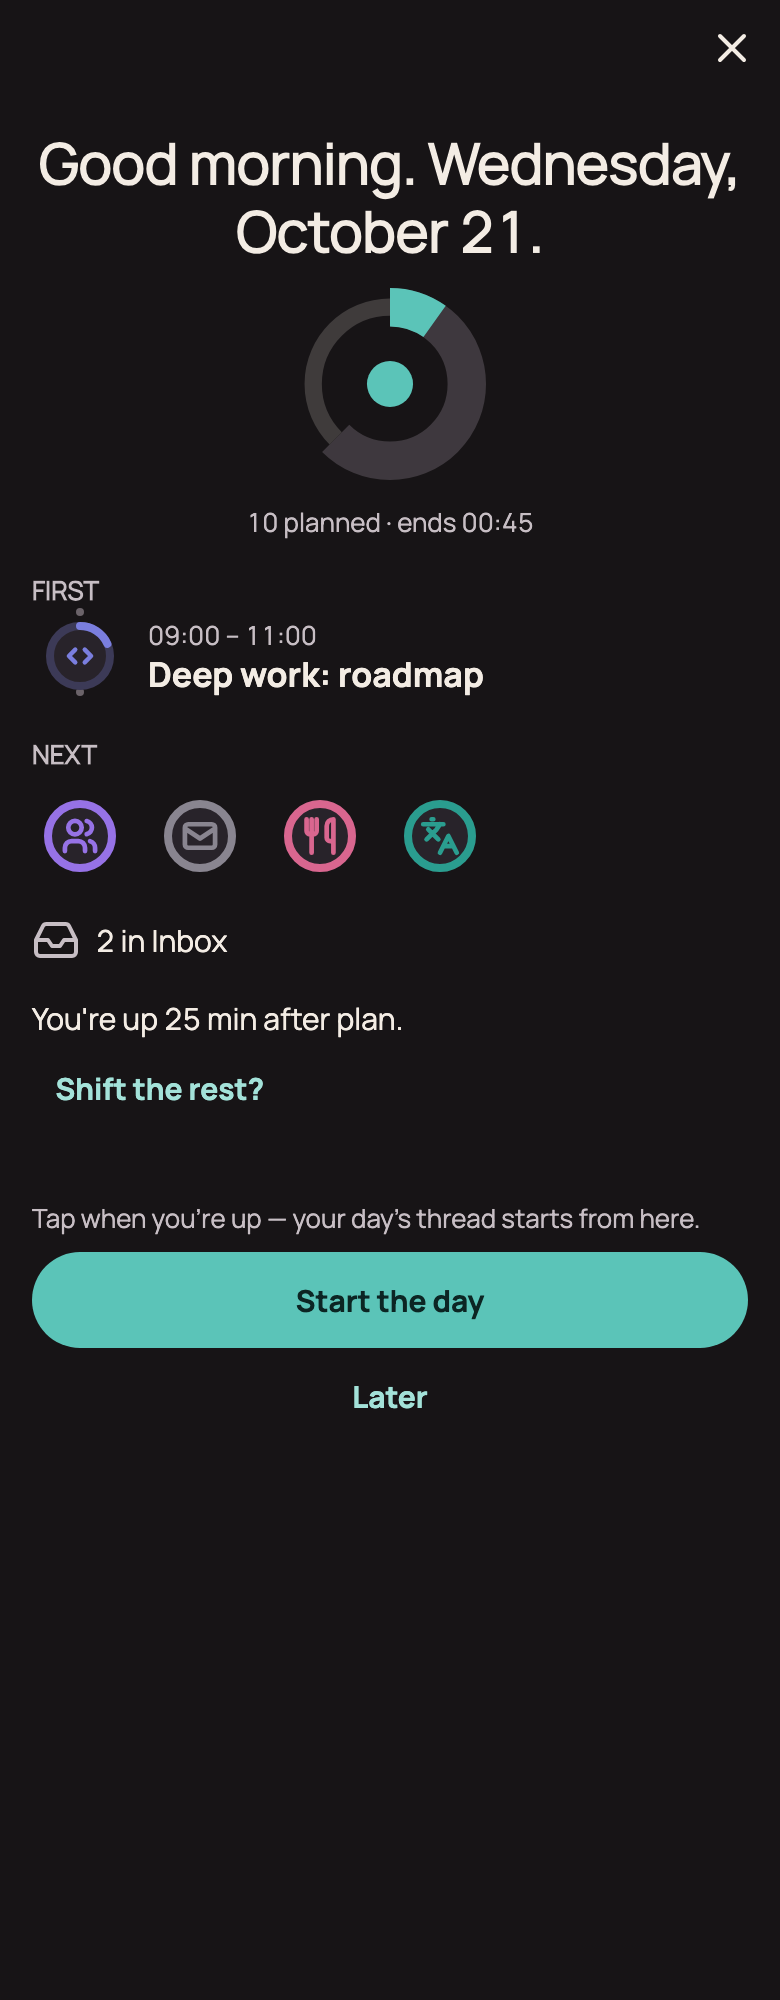 Good morning. Wednesday,
October 21.
10 planned · ends 00:45
FIRST
09:00 – 11:00
Deep work: roadmap
NEXT
2 in Inbox
You're up 25 min after plan.
Shift the rest?
Tap when you’re up — your day’s thread starts from here.
Start the day
Later